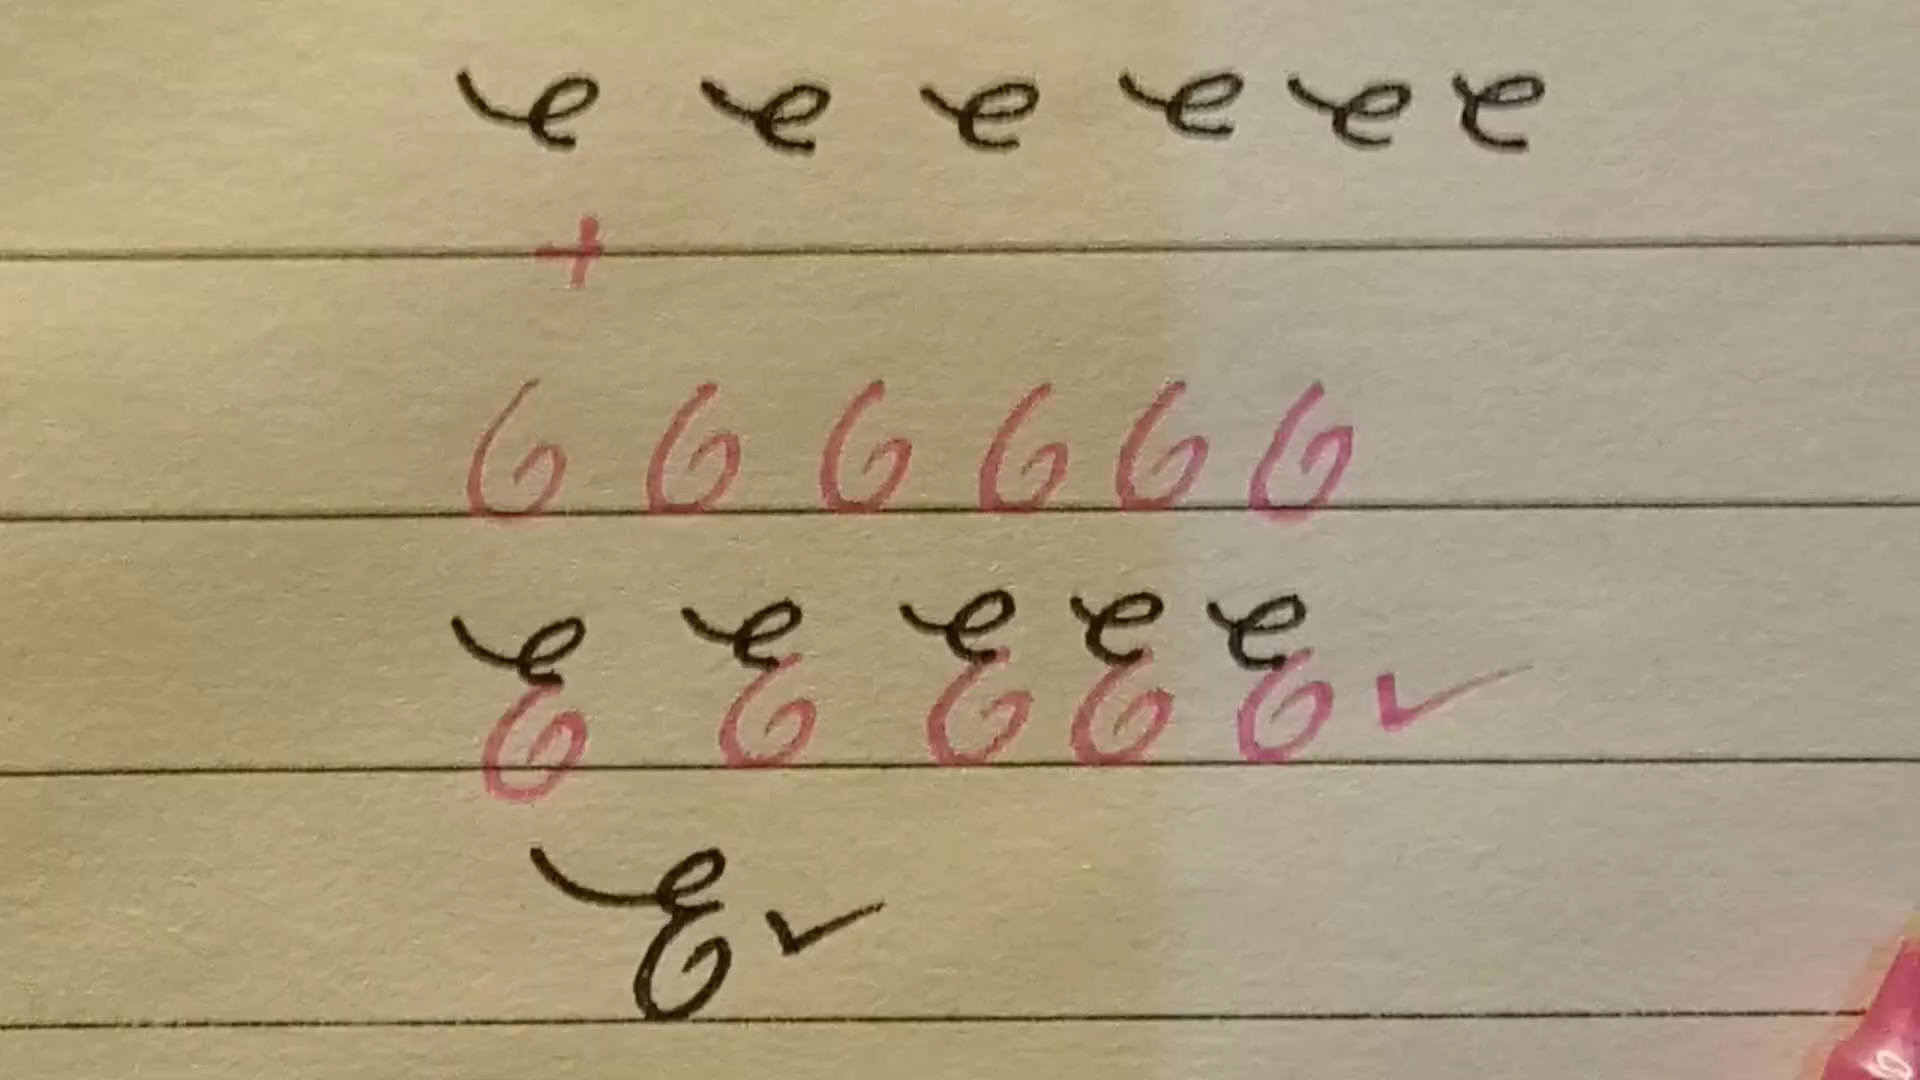 e e e e e e
+
6 6 6 6 6 6
E E E E E ✓
E ✓